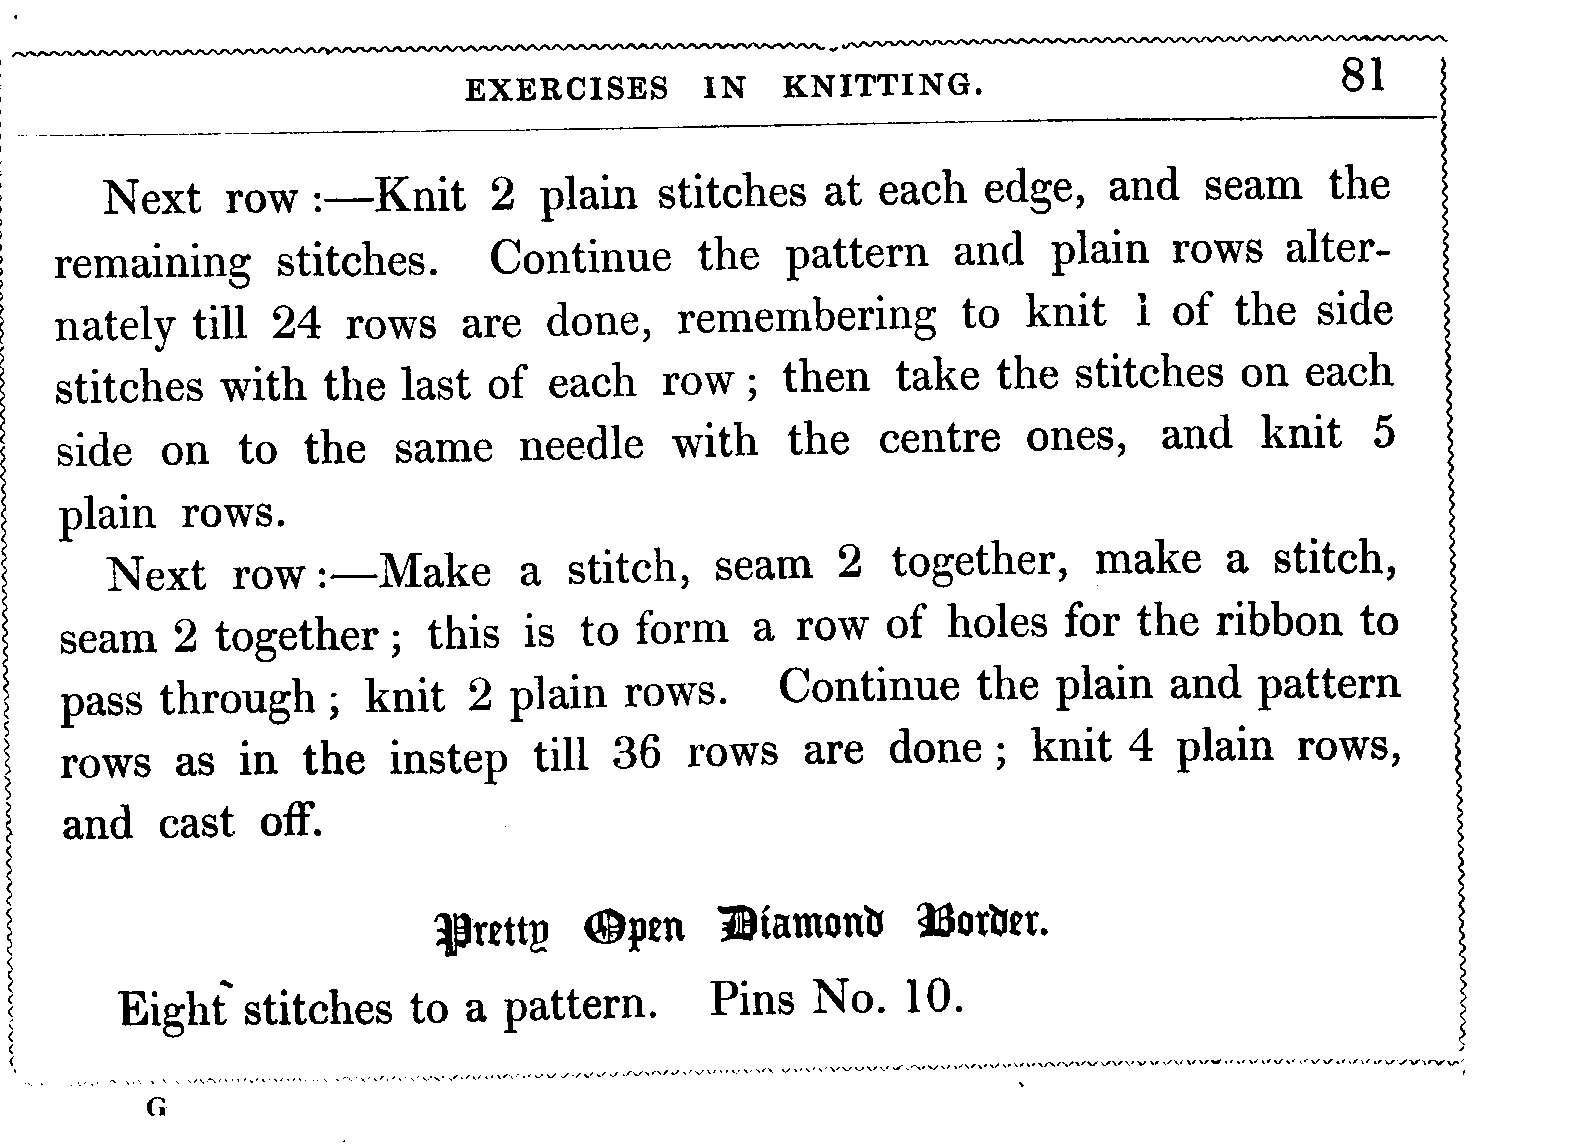 EXERCISES IN KNITTING. 81
Next row :—Knit 2 plain stitches at each edge, and seam the
remaining stitches. Continue the pattern and plain rows alter-
nately till 24 rows are done, remembering to knit 1 of the side
stitches with the last of each row ; then take the stitches on each
side on to the same needle with the centre ones, and knit 5
plain rows.
Next row :—Make a stitch, seam 2 together, make a stitch,
seam 2 together ; this is to form a row of holes for the ribbon to
pass through ; knit 2 plain rows. Continue the plain and pattern
rows as in the instep till 36 rows are done ; knit 4 plain rows,
and cast off.
Pretty Open Diamond Border.
Eight stitches to a pattern. Pins No. 10.
G